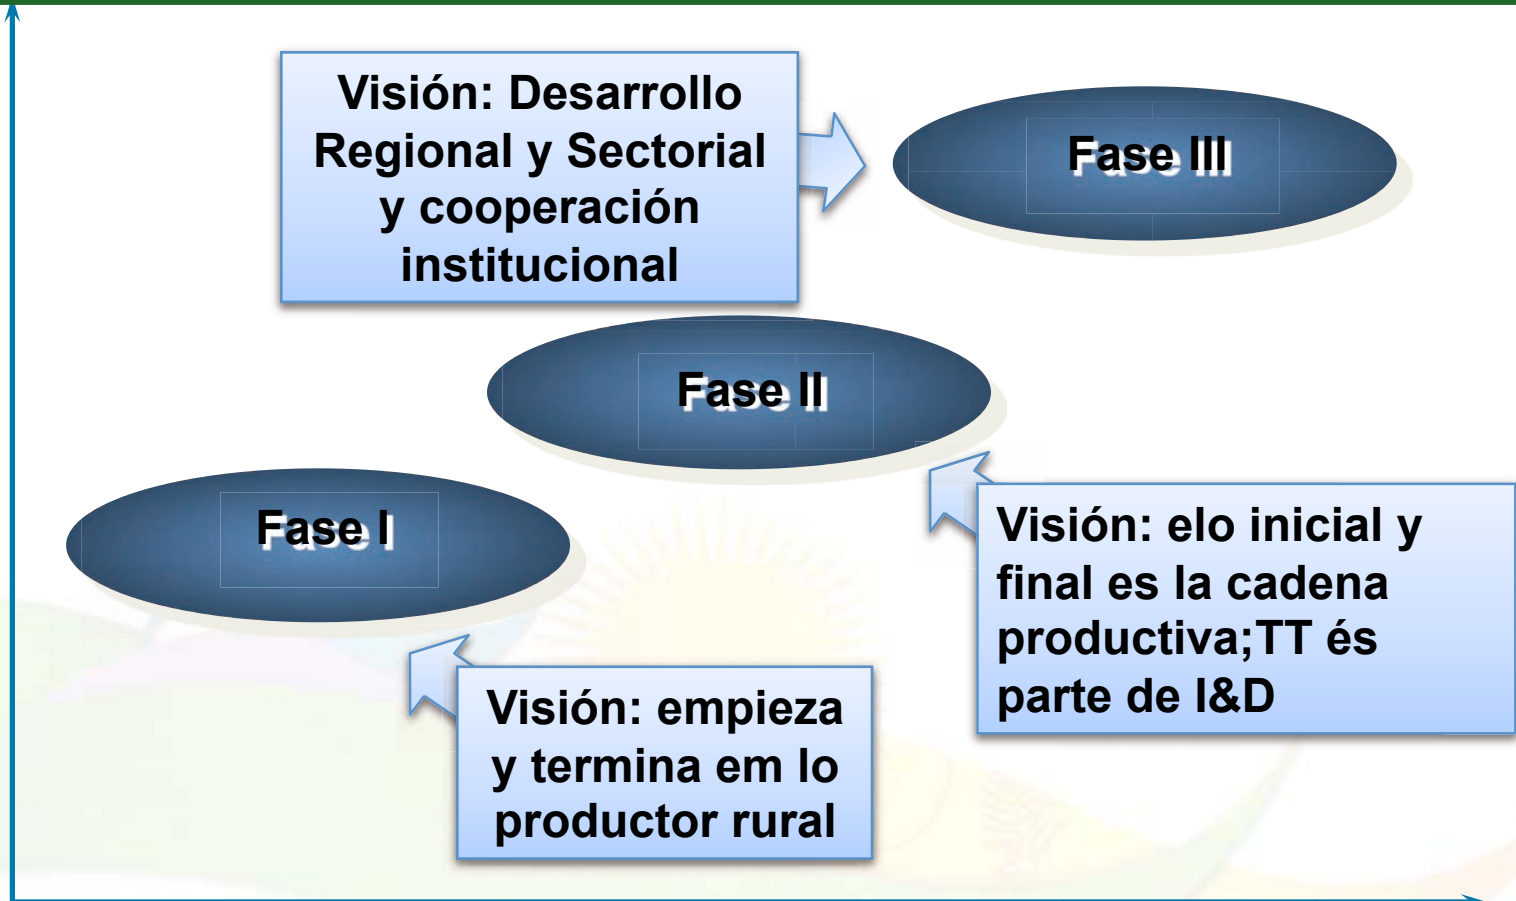 Visión: Desarrollo
Regional y Sectorial
y cooperación
institucional
Fase III
Fase II
Fase I
Visión: elo inicial y
final es la cadena
productiva;TT és
parte de I&D
Visión: empieza
y termina em lo
productor rural